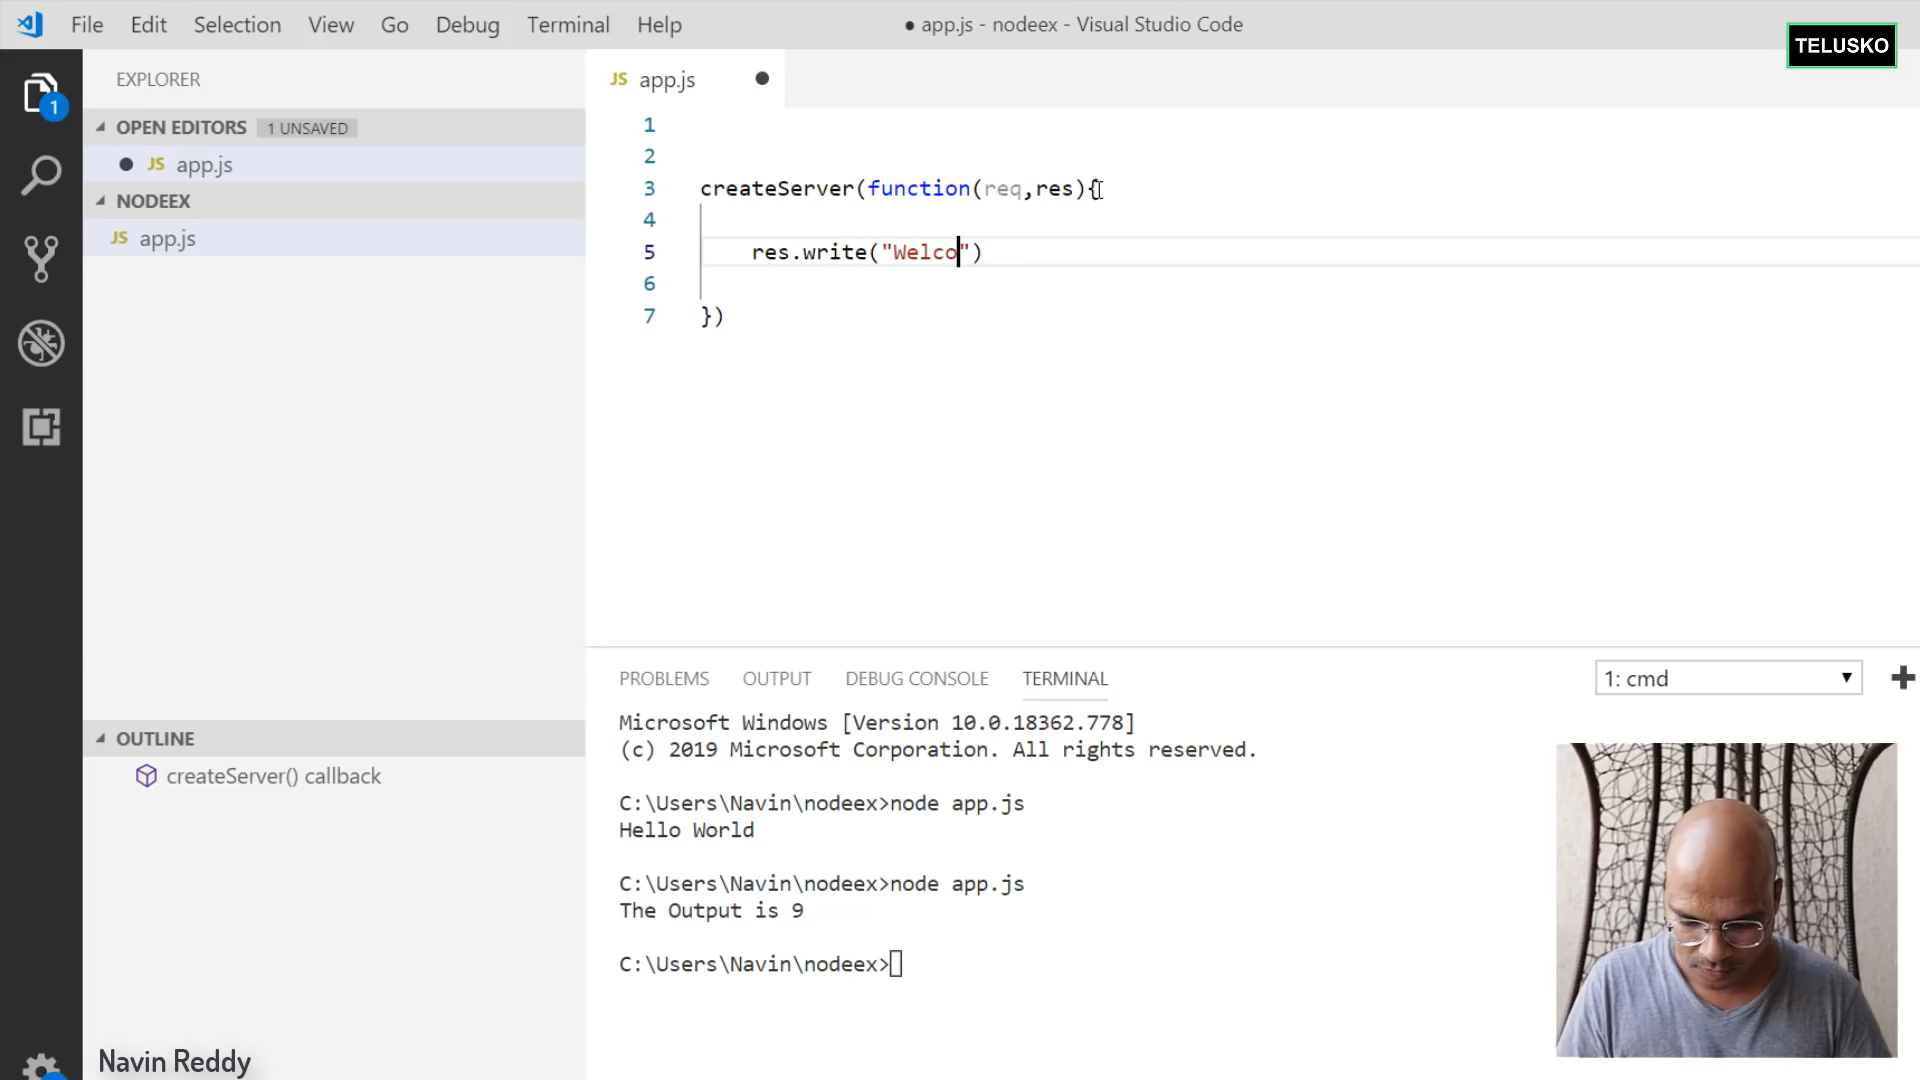 File Edit Selection View Go Debug Terminal Help ● app.js - nodeex - Visual Studio Code
TELUSKO
EXPLORER
JS app.js
1
OPEN EDITORS 1 UNSAVED
JS app.js
NODEEX
JS app.js
1
2
3 createServer(function(req,res){
4
5 res.write("Welco")
6
7 })
PROBLEMS OUTPUT DEBUG CONSOLE TERMINAL 1: cmd
Microsoft Windows [Version 10.0.18362.778]
(c) 2019 Microsoft Corporation. All rights reserved.
C:\Users\Navin\nodeex>node app.js
Hello World
C:\Users\Navin\nodeex>node app.js
The Output is 9
C:\Users\Navin\nodeex>
OUTLINE
createServer() callback
Navin Reddy